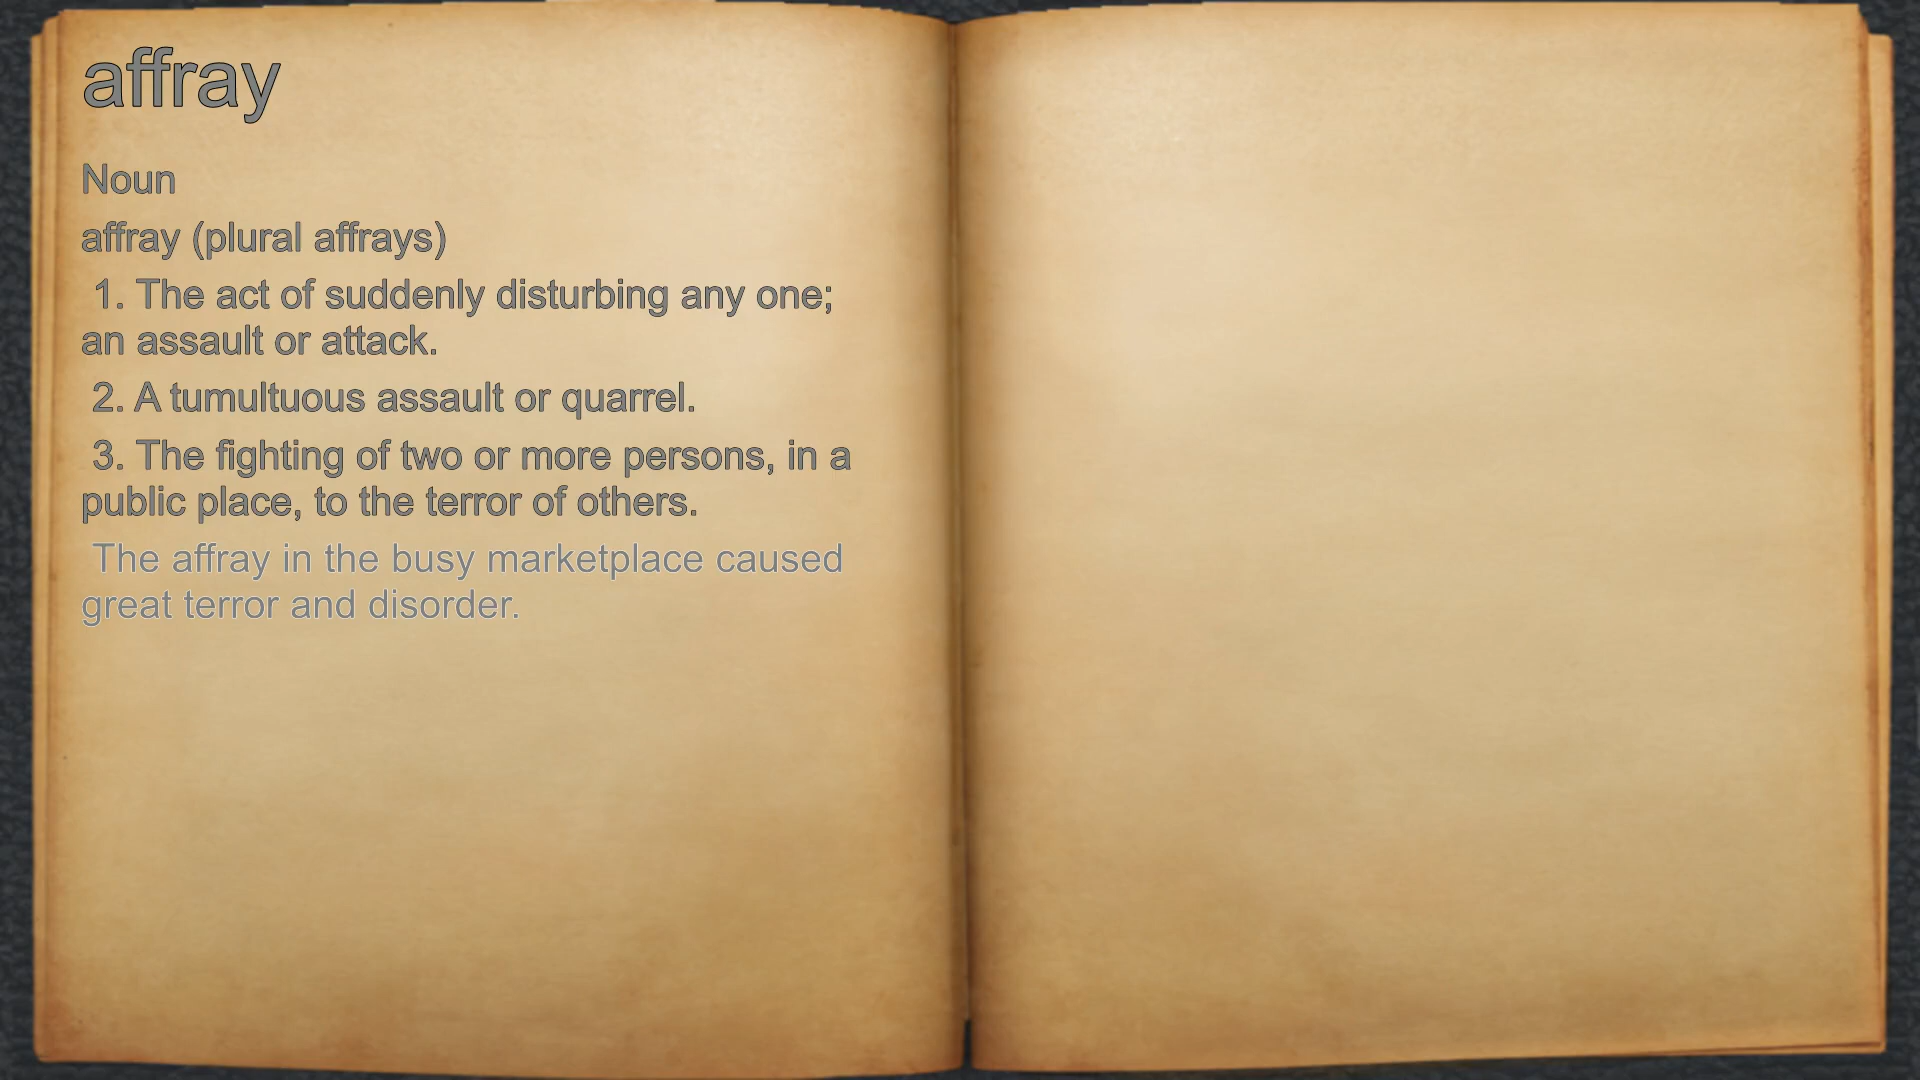 affray
Noun
affray (plural affrays)
1. The act of suddenly disturbing any one;
an assault or attack.
2. A tumultuous assault or quarrel.
3. The fighting of two or more persons, in a
public place, to the terror of others.
The affray in the busy marketplace caused
great terror and disorder.